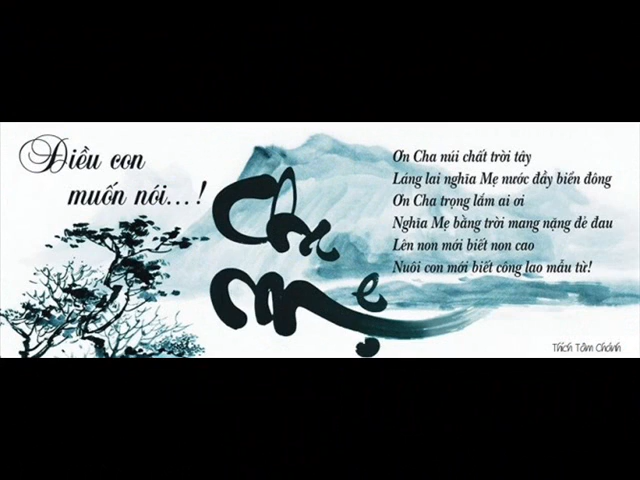 Điều con
muốn nói...!
Cha
Mẹ
Ơn Cha núi chất trời tây
Láng lai nghĩa Mẹ nước đầy biển đông
Ơn Cha trọng lắm ai ơi
Nghĩa Mẹ bằng trời mang nặng đẻ đau
Lên non mới biết non cao
Nuôi con mới biết công lao mẫu từ!
Thích Tâm Chánh